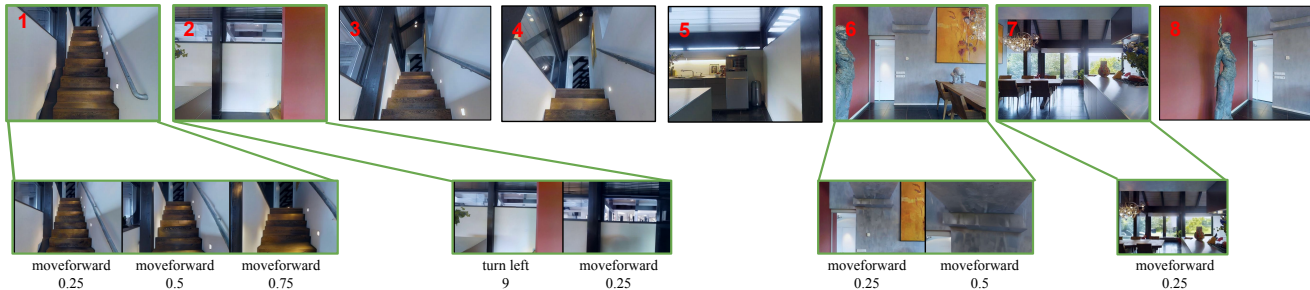 1 2 3 4 5 6 7 8
moveforward moveforward moveforward turn left moveforward moveforward moveforward moveforward
0.25 0.5 0.75 9 0.25 0.25 0.5 0.25